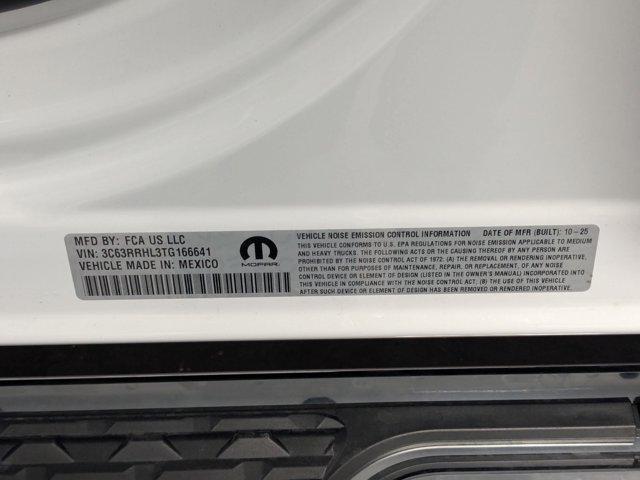 MFD BY: FCA US LLC
VIN: 3C63RRHL3TG166641
VEHICLE MADE IN: MEXICO
MOPAR
VEHICLE NOISE EMISSION CONTROL INFORMATION DATE OF MFR (BUILT): 10-25
THIS VEHICLE CONFORMS TO U.S. EPA REGULATIONS FOR NOISE EMISSION APPLICABLE TO MEDIUM
AND HEAVY TRUCKS. THE FOLLOWING ACTS OR THE CAUSING THEREOF BY ANY PERSON ARE
PROHIBITED BY THE NOISE CONTROL ACT OF 1972: (A) THE REMOVAL OR RENDERING INOPERATIVE,
OTHER THAN FOR PURPOSES OF MAINTENANCE, REPAIR, OR REPLACEMENT, OF ANY NOISE
CONTROL DEVICE OR ELEMENT OF DESIGN (LISTED IN THE OWNER'S MANUAL) INCORPORATED INTO
THIS VEHICLE IN COMPLIANCE WITH THE NOISE CONTROL ACT; (B) THE USE OF THIS VEHICLE
AFTER SUCH DEVICE OR ELEMENT OF DESIGN HAS BEEN REMOVED OR RENDERED INOPERATIVE.